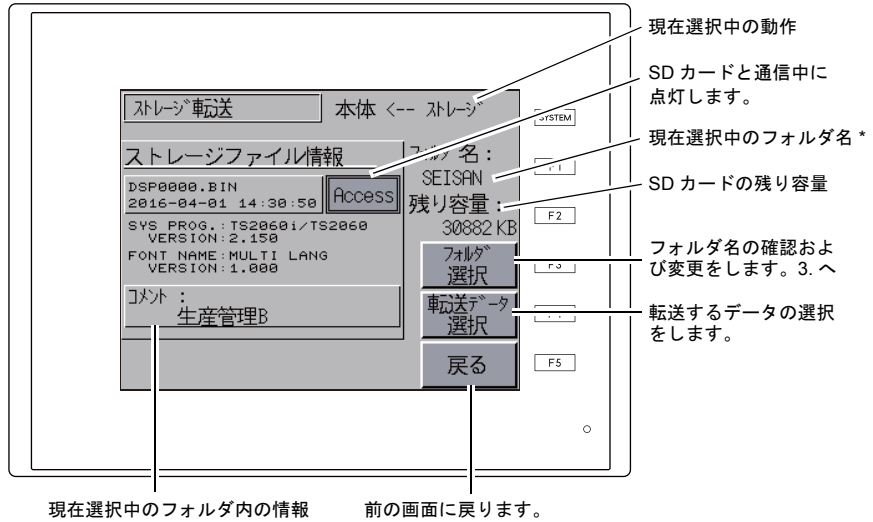 現在選択中の動作
SD カードと通信中に
点灯します。
現在選択中のフォルダ名 *
SD カードの残り容量
フォルダ名の確認およ
び変更をします。3. へ
転送するデータの選択
をします。
ｽﾄﾚｰｼﾞ転送
本体 <-- ｽﾄﾚｰｼﾞ
ストレージファイル情報
DSP0000.BIN
2016-04-01 14:30:50
Access
SYS PROG.:TS2060i/TS2060
VERSION:2.150
FONT NAME:MULTI LANG
VERSION:1.000
ｺﾒﾝﾄ :
生産管理B
ﾌｫﾙﾀﾞ名:
SEISAN
残り容量:
30882 KB
ﾌｫﾙﾀﾞ
選択
転送ﾃﾞｰﾀ
選択
戻る
SYSTEM
F1
F2
F3
F5
現在選択中のフォルダ内の情報
前の画面に戻ります。